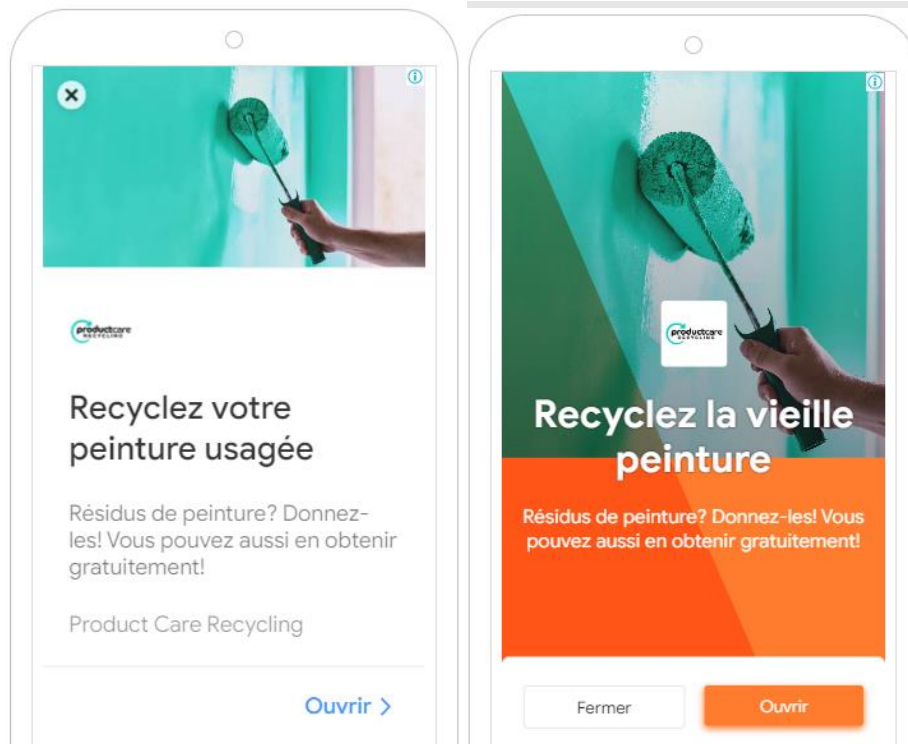 productcare
RECYCLING
Recyclez votre
peinture usagée
Résidus de peinture? Donnez-
les! Vous pouvez aussi en obtenir
gratuitement!
Product Care Recycling
Ouvrir >
productcare
RECYCLING
Recyclez la vieille
peinture
Résidus de peinture? Donnez-les! Vous
pouvez aussi en obtenir gratuitement!
Fermer
Ouvrir